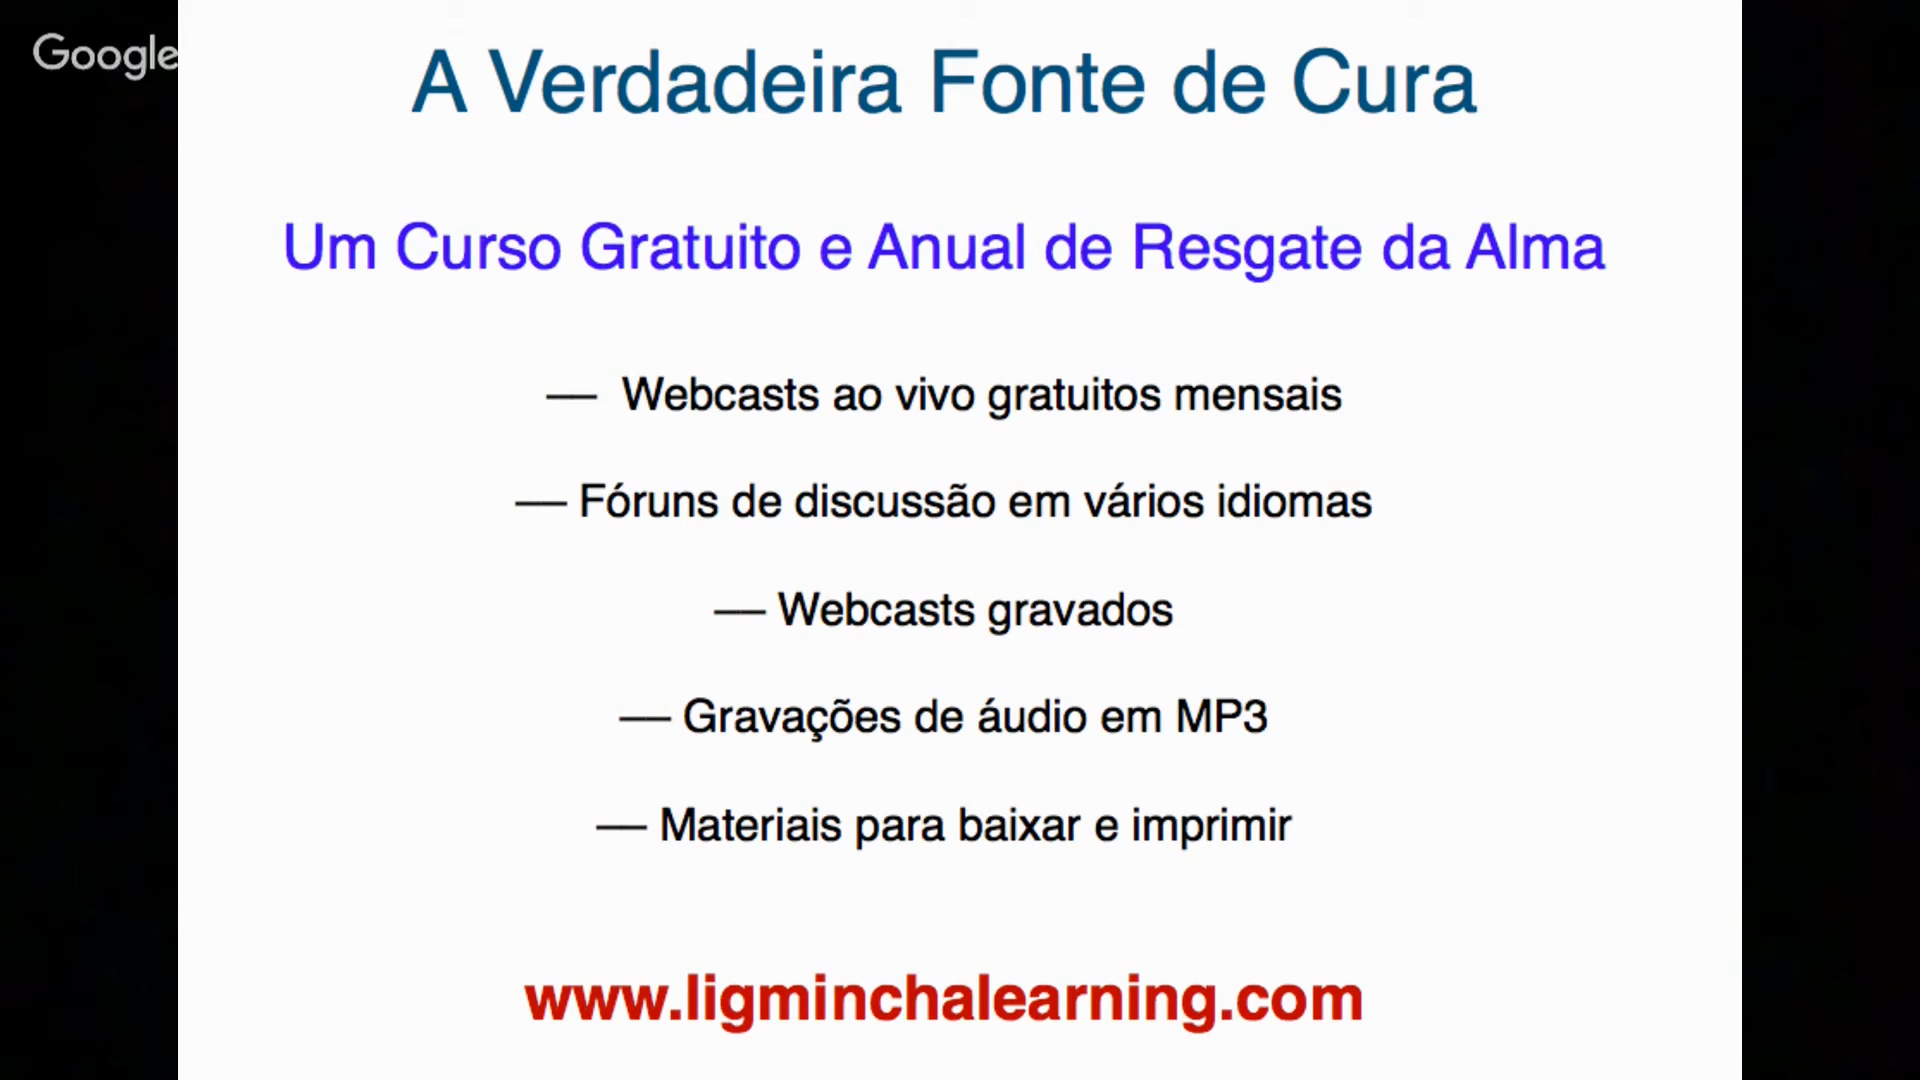 Google
A Verdadeira Fonte de Cura
Um Curso Gratuito e Anual de Resgate da Alma
— Webcasts ao vivo gratuitos mensais
— Fóruns de discussão em vários idiomas
— Webcasts gravados
— Gravações de áudio em MP3
— Materiais para baixar e imprimir
www.ligminchalearning.com